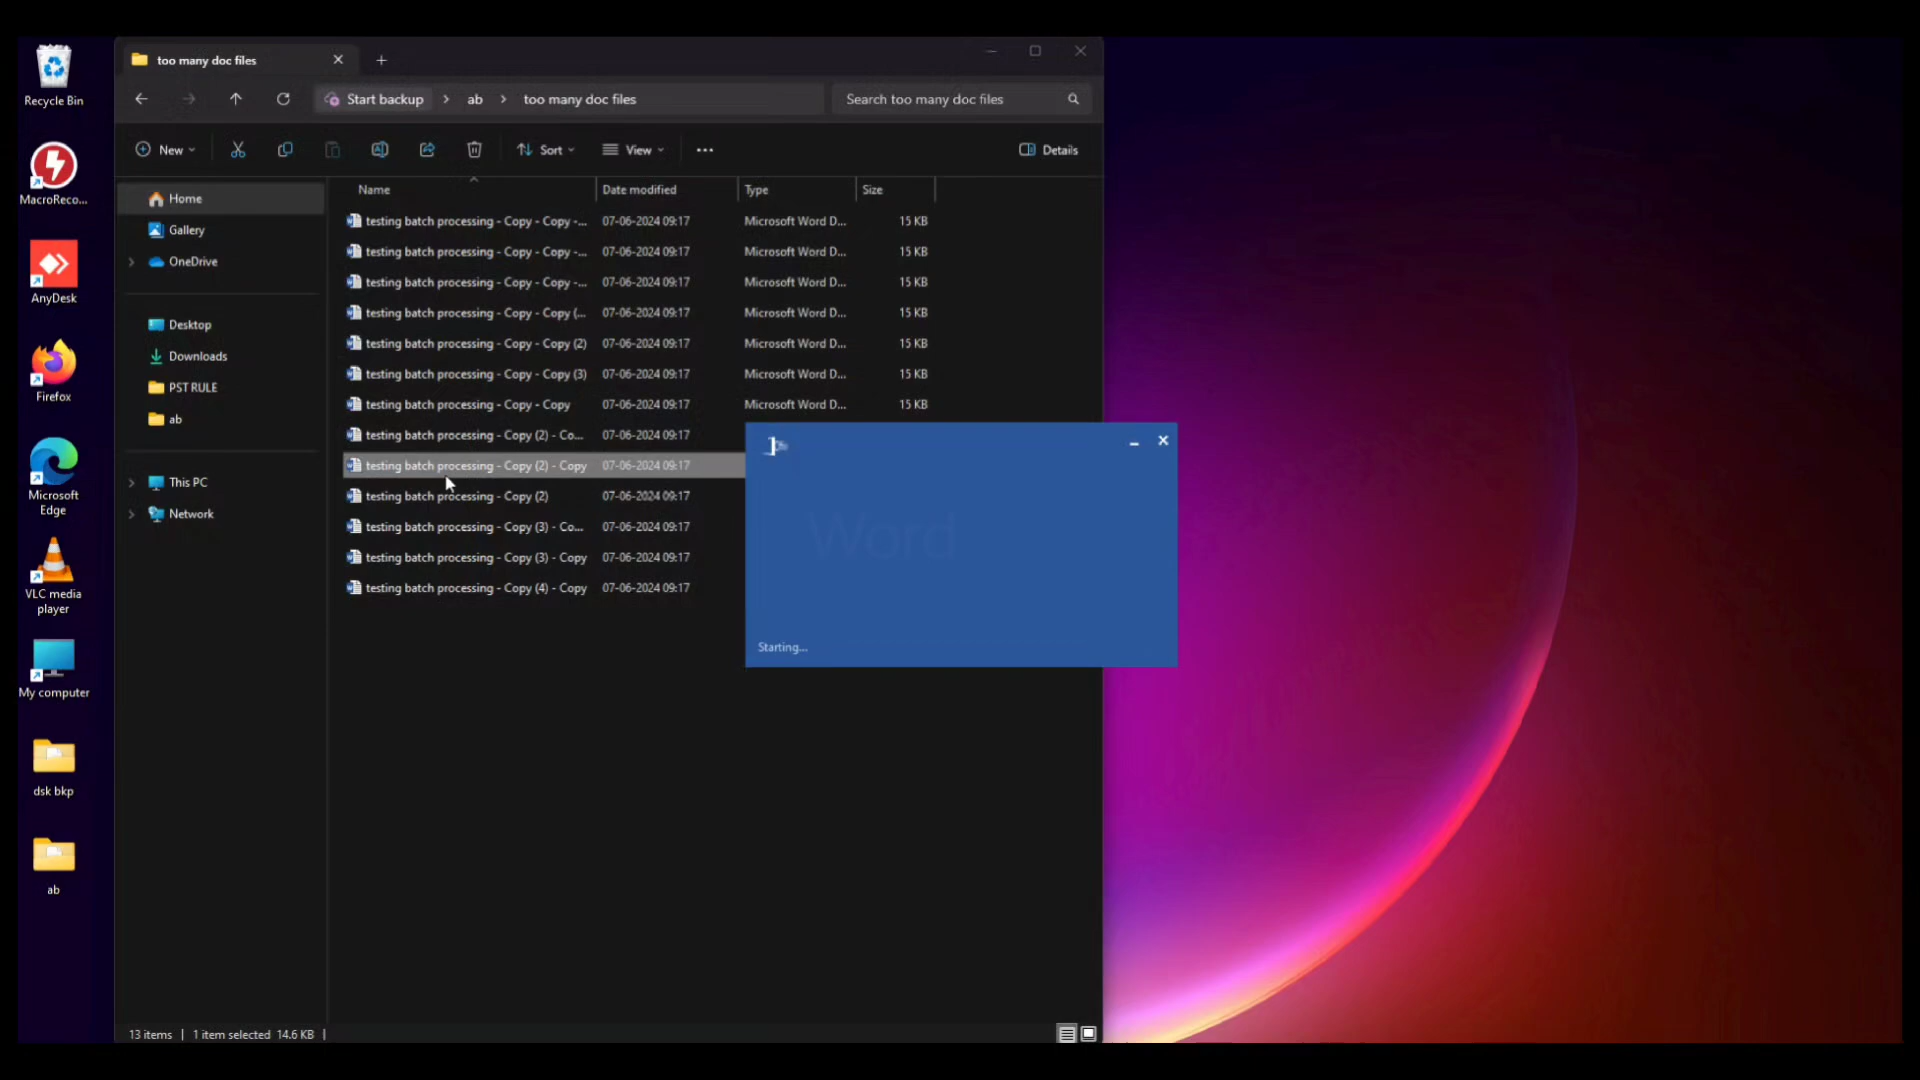 Recycle Bin
MacroReco...
AnyDesk
Firefox
Microsoft
Edge
VLC media
player
My computer
dsk bkp
ab
too many doc files
Start backup > ab > too many doc files
Search too many doc files
New
Sort
View
Details
Home
Gallery
OneDrive
Desktop
Downloads
PST RULE
ab
This PC
Network
Name Date modified Type Size
testing batch processing - Copy - Copy -... 07-06-2024 09:17 Microsoft Word D... 15 KB
testing batch processing - Copy - Copy -... 07-06-2024 09:17 Microsoft Word D... 15 KB
testing batch processing - Copy - Copy -... 07-06-2024 09:17 Microsoft Word D... 15 KB
testing batch processing - Copy - Copy (... 07-06-2024 09:17 Microsoft Word D... 15 KB
testing batch processing - Copy - Copy (2) 07-06-2024 09:17 Microsoft Word D... 15 KB
testing batch processing - Copy - Copy (3) 07-06-2024 09:17 Microsoft Word D... 15 KB
testing batch processing - Copy - Copy 07-06-2024 09:17 Microsoft Word D... 15 KB
testing batch processing - Copy (2) - Co... 07-06-2024 09:17
testing batch processing - Copy (2) - Copy 07-06-2024 09:17
testing batch processing - Copy (2) 07-06-2024 09:17
testing batch processing - Copy (3) - Co... 07-06-2024 09:17
testing batch processing - Copy (3) - Copy 07-06-2024 09:17
testing batch processing - Copy (4) - Copy 07-06-2024 09:17
Word
Starting...
13 items | 1 item selected 14.6 KB |